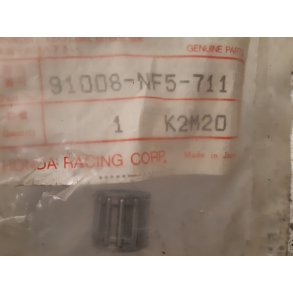 GENUINE PARTS
91008-NF5-711
1 K2M20
HONDA RACING CORP.
Made in Japan